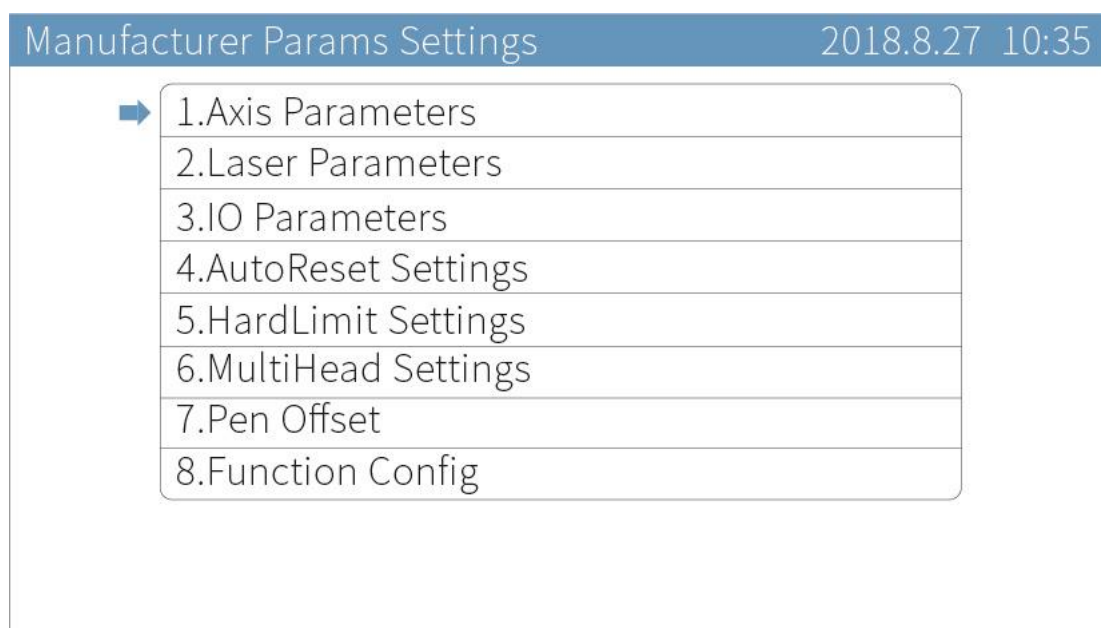 Manufacturer Params Settings 2018.8.27 10:35
1.Axis Parameters
2.Laser Parameters
3.IO Parameters
4.AutoReset Settings
5.HardLimit Settings
6.MultiHead Settings
7.Pen Offset
8.Function Config